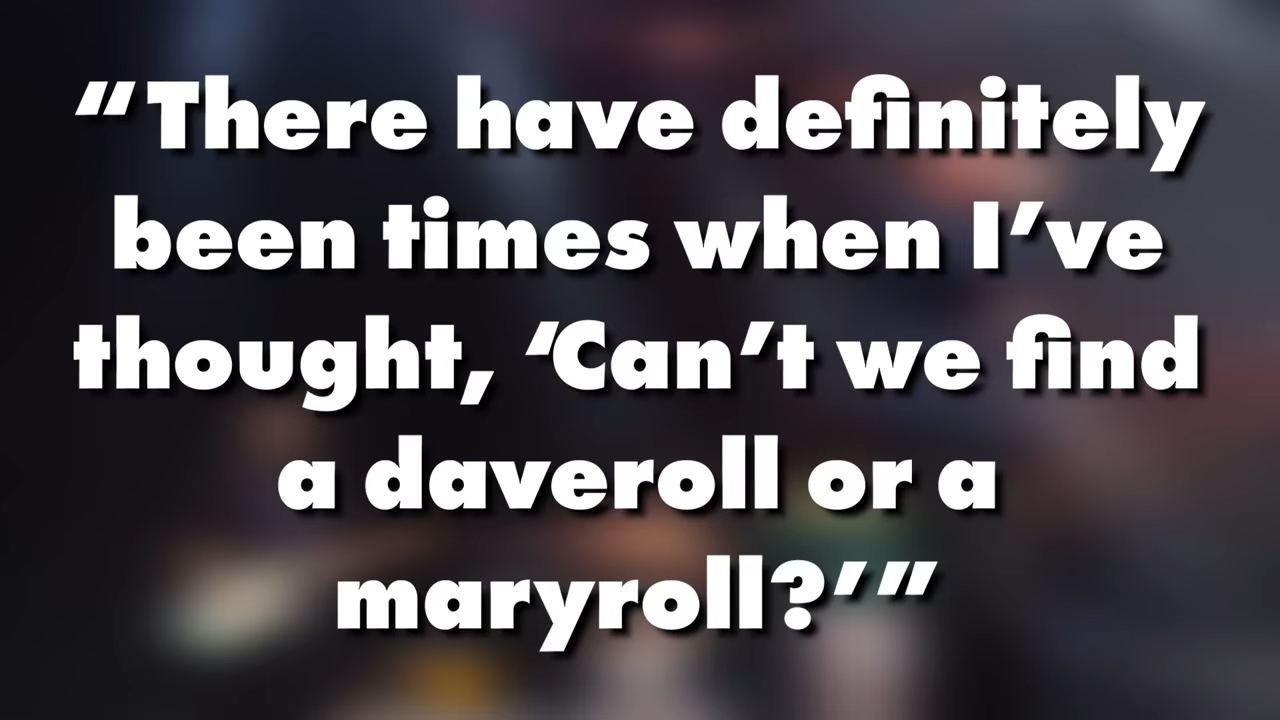 “There have definitely
been times when I’ve
thought, ‘Can’t we find
a daveroll or a
maryroll?’”